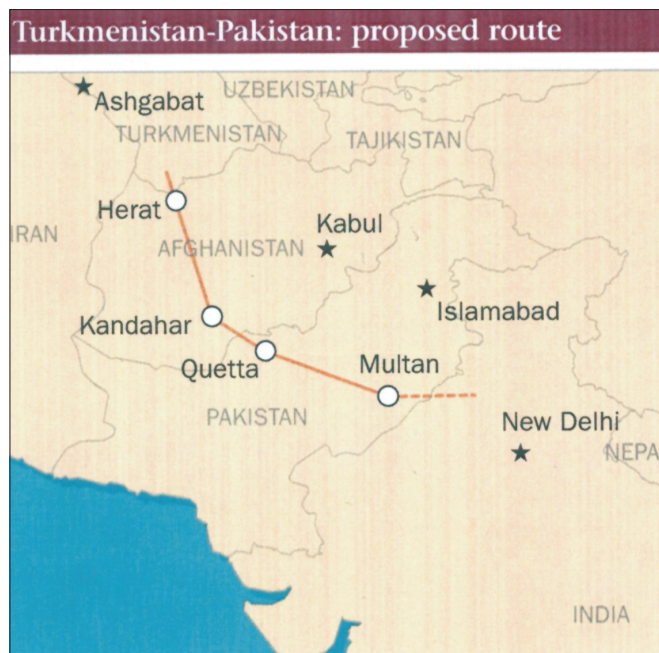 Turkmenistan-Pakistan: proposed route
Ashgabat
UZBEKISTAN
TURKMENISTAN
TAJIKISTAN
Herat
Kabul
IRAN
AFGHANISTAN
Islamabad
Kandahar
Quetta
Multan
PAKISTAN
New Delhi
NEPA
INDIA